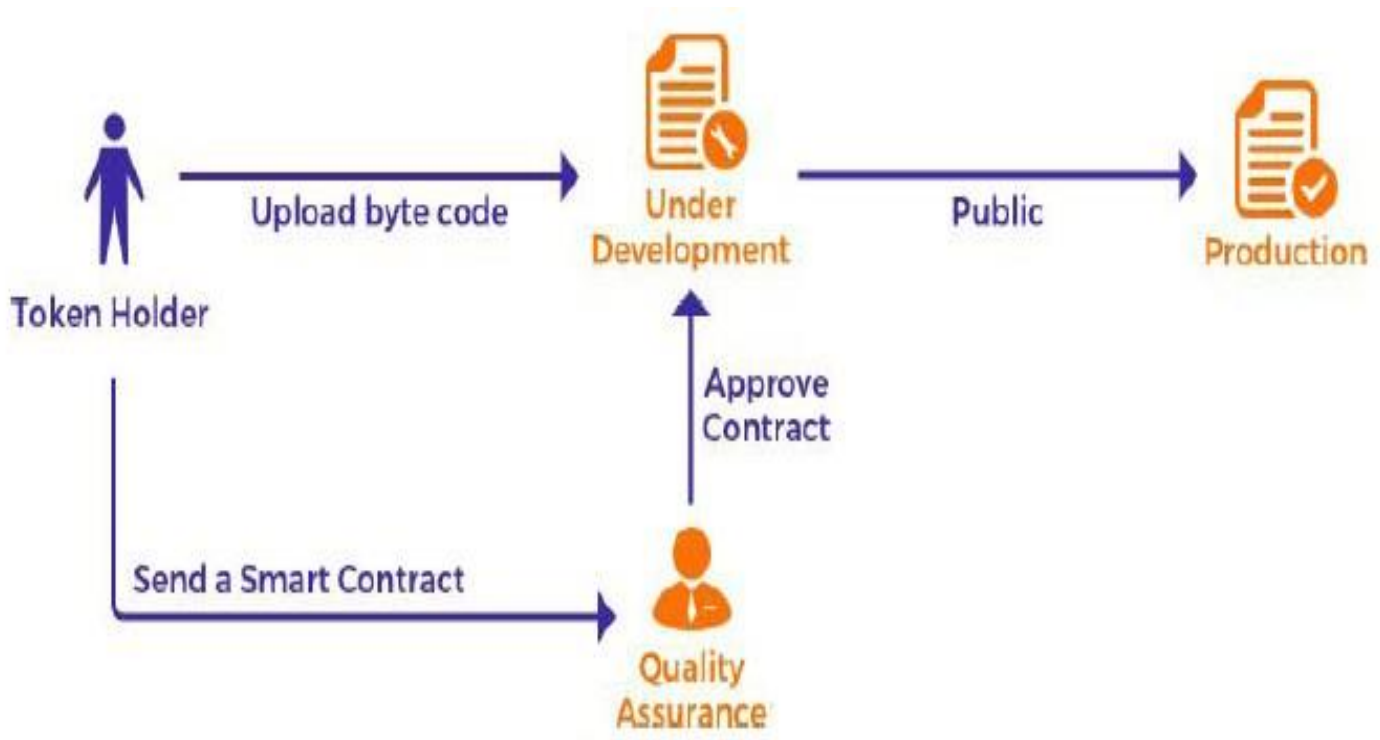 Upload byte code
Under
Development
Public
Production
Token Holder
Approve
Contract
Send a Smart Contract
Quality
Assurance